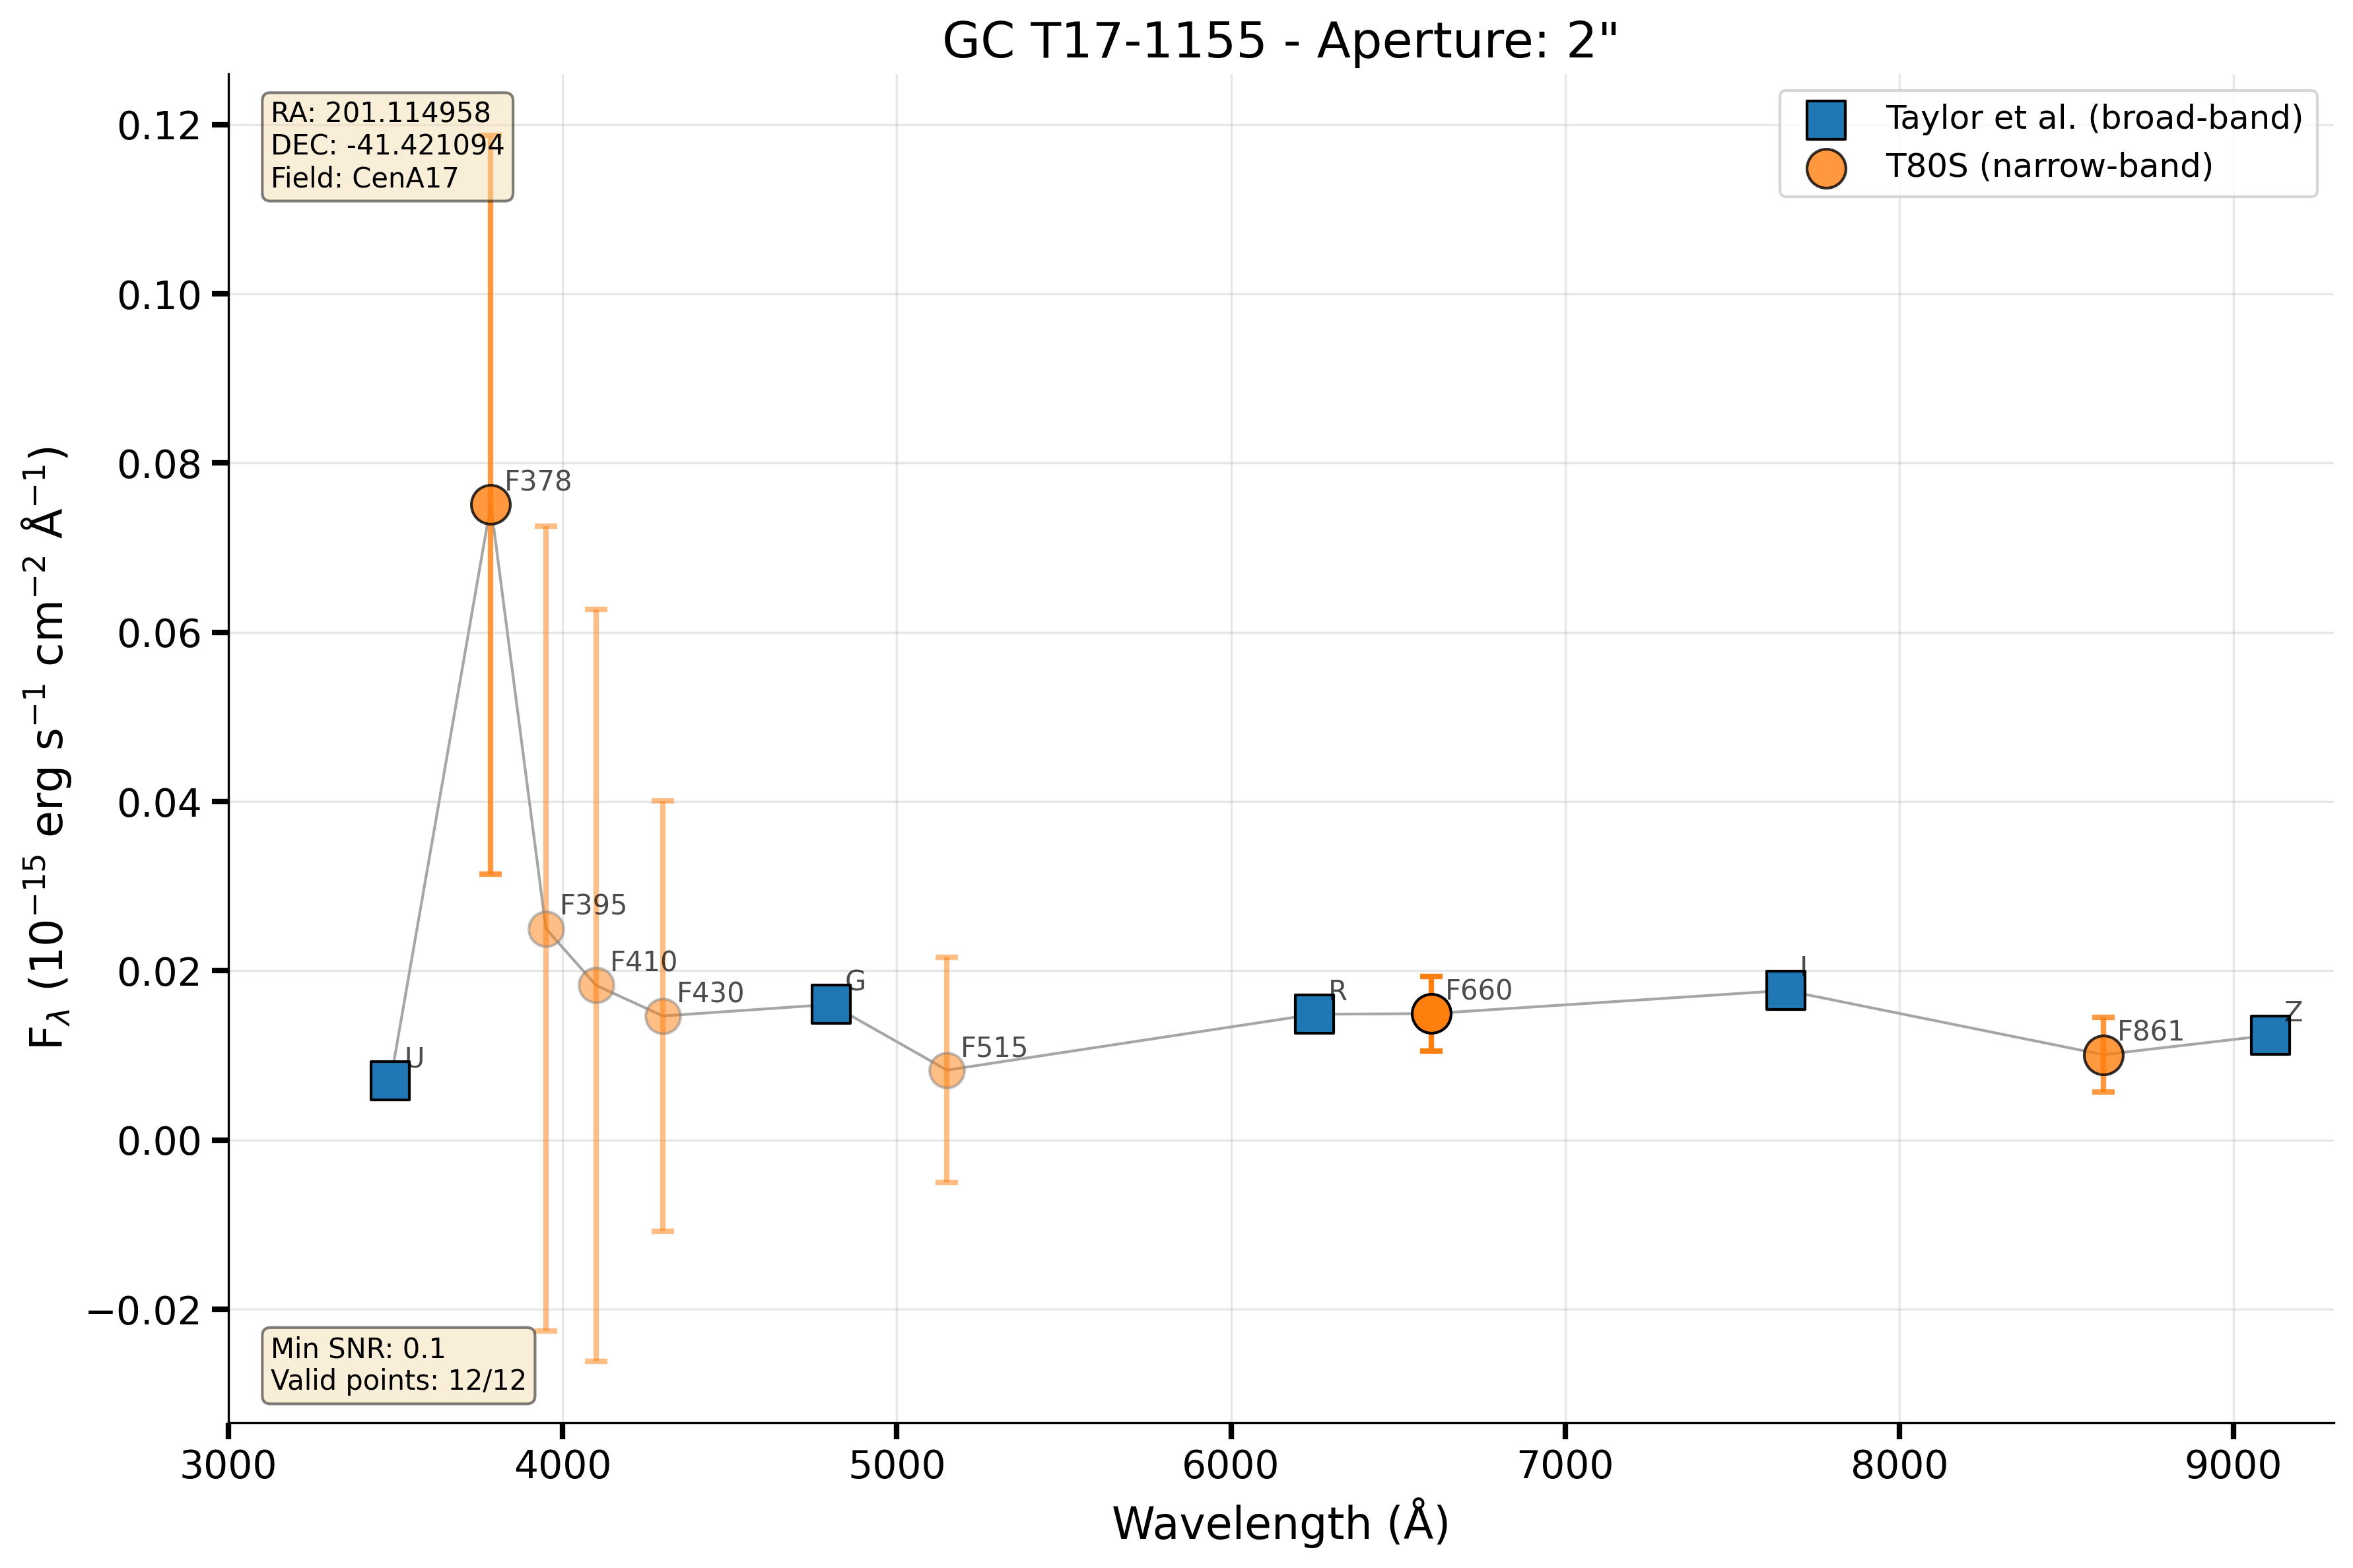 GC T17-1155 - Aperture: 2"
RA: 201.114958
DEC: -41.421094
Field: CenA17
Taylor et al. (broad-band)
T80S (narrow-band)
0.12
0.10
0.08
0.06
0.04
0.02
0.00
−0.02
F_λ (10⁻¹⁵ erg s⁻¹ cm⁻² Å⁻¹)
U
F378
F395
F410
F430
G
F515
R
F660
I
F861
Z
Min SNR: 0.1
Valid points: 12/12
3000 4000 5000 6000 7000 8000 9000
Wavelength (Å)